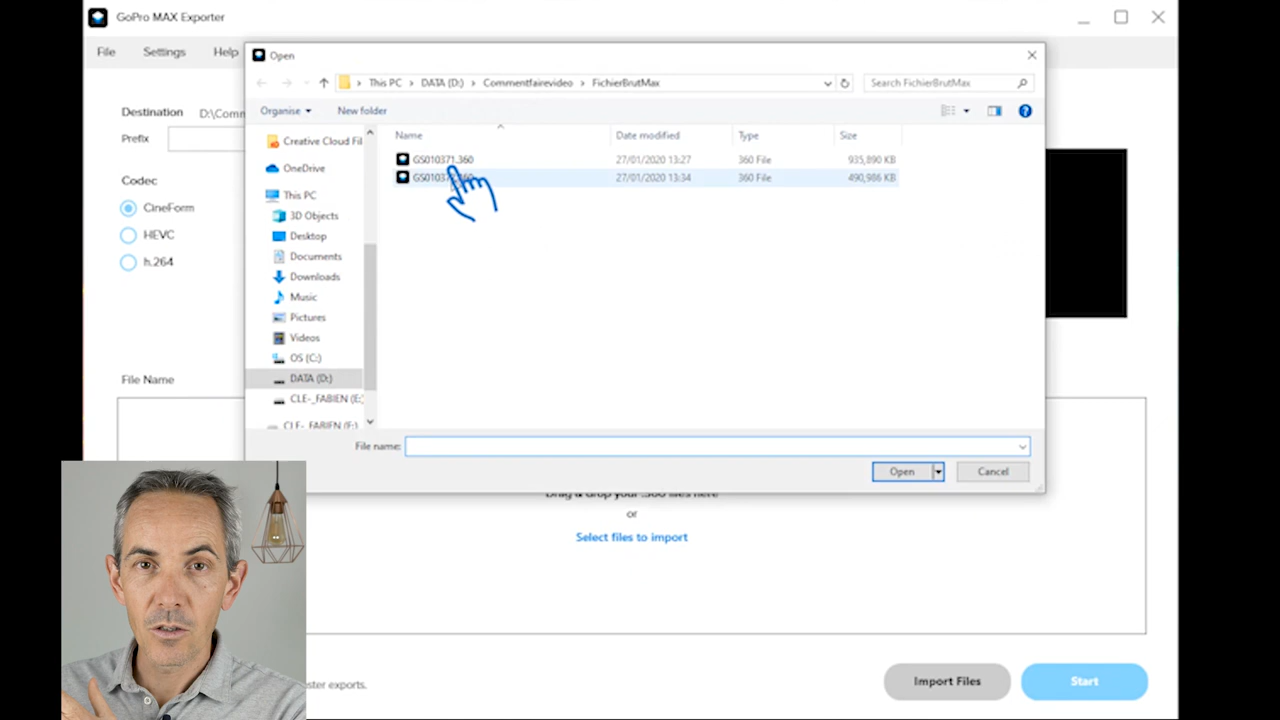 GoPro MAX Exporter
File Settings Help
Open
This PC DATA (D:) Commentfairevideo FichierBrutMax
Search FichierBrutMax
Organise New folder
Destination D:\Comm
Prefix
Codec
CineForm
HEVC
h.264
File Name
Creative Cloud Fil
OneDrive
This PC
3D Objects
Desktop
Documents
Downloads
Music
Pictures
Videos
OS (C:)
DATA (D:)
CLE-_FABIEN (E:)
CLE-_FABIEN (E:)
Name Date modified Type Size
GS010371.360 27/01/2020 13:27 360 File 935,890 KB
27/01/2020 13:34 360 File 490,986 KB
File name:
Open Cancel
Drag & drop your .360 files here
or
Select files to import
ster exports.
Import Files Start